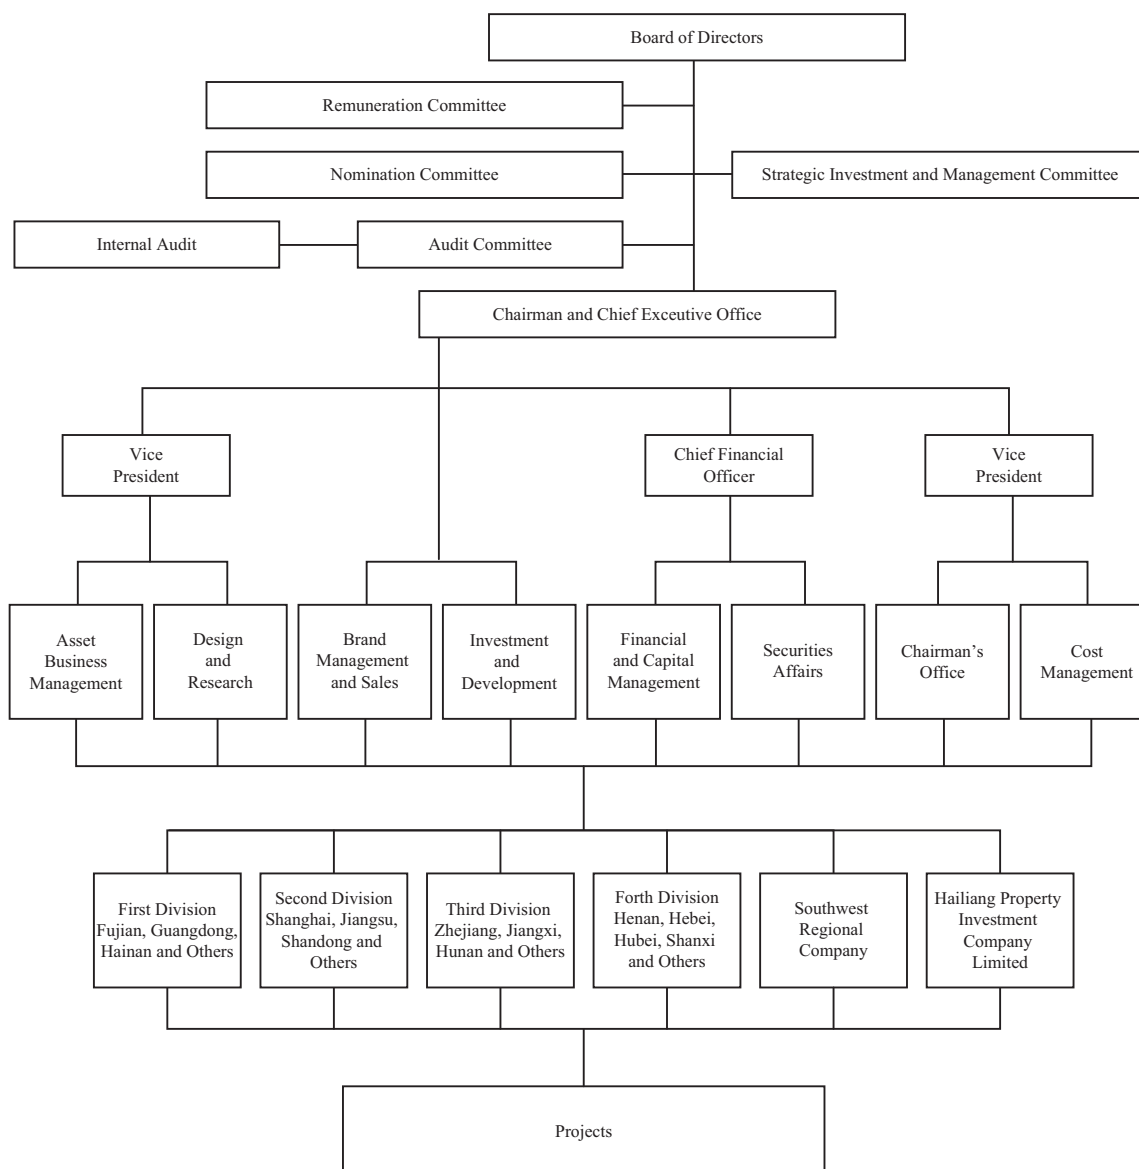 Board of Directors
Remuneration Committee
Nomination Committee
Strategic Investment and Management Committee
Internal Audit
Audit Committee
Chairman and Chief Exceutive Office
Vice
President
Chief Financial
Officer
Vice
President
Asset
Business
Management
Design
and
Research
Brand
Management
and Sales
Investment
and
Development
Financial
and Capital
Management
Securities
Affairs
Chairman’s
Office
Cost
Management
First Division
Fujian, Guangdong,
Hainan and Others
Second Division
Shanghai, Jiangsu,
Shandong and
Others
Third Division
Zhejiang, Jiangxi,
Hunan and Others
Forth Division
Henan, Hebei,
Hubei, Shanxi
and Others
Southwest
Regional
Company
Hailiang Property
Investment
Company
Limited
Projects